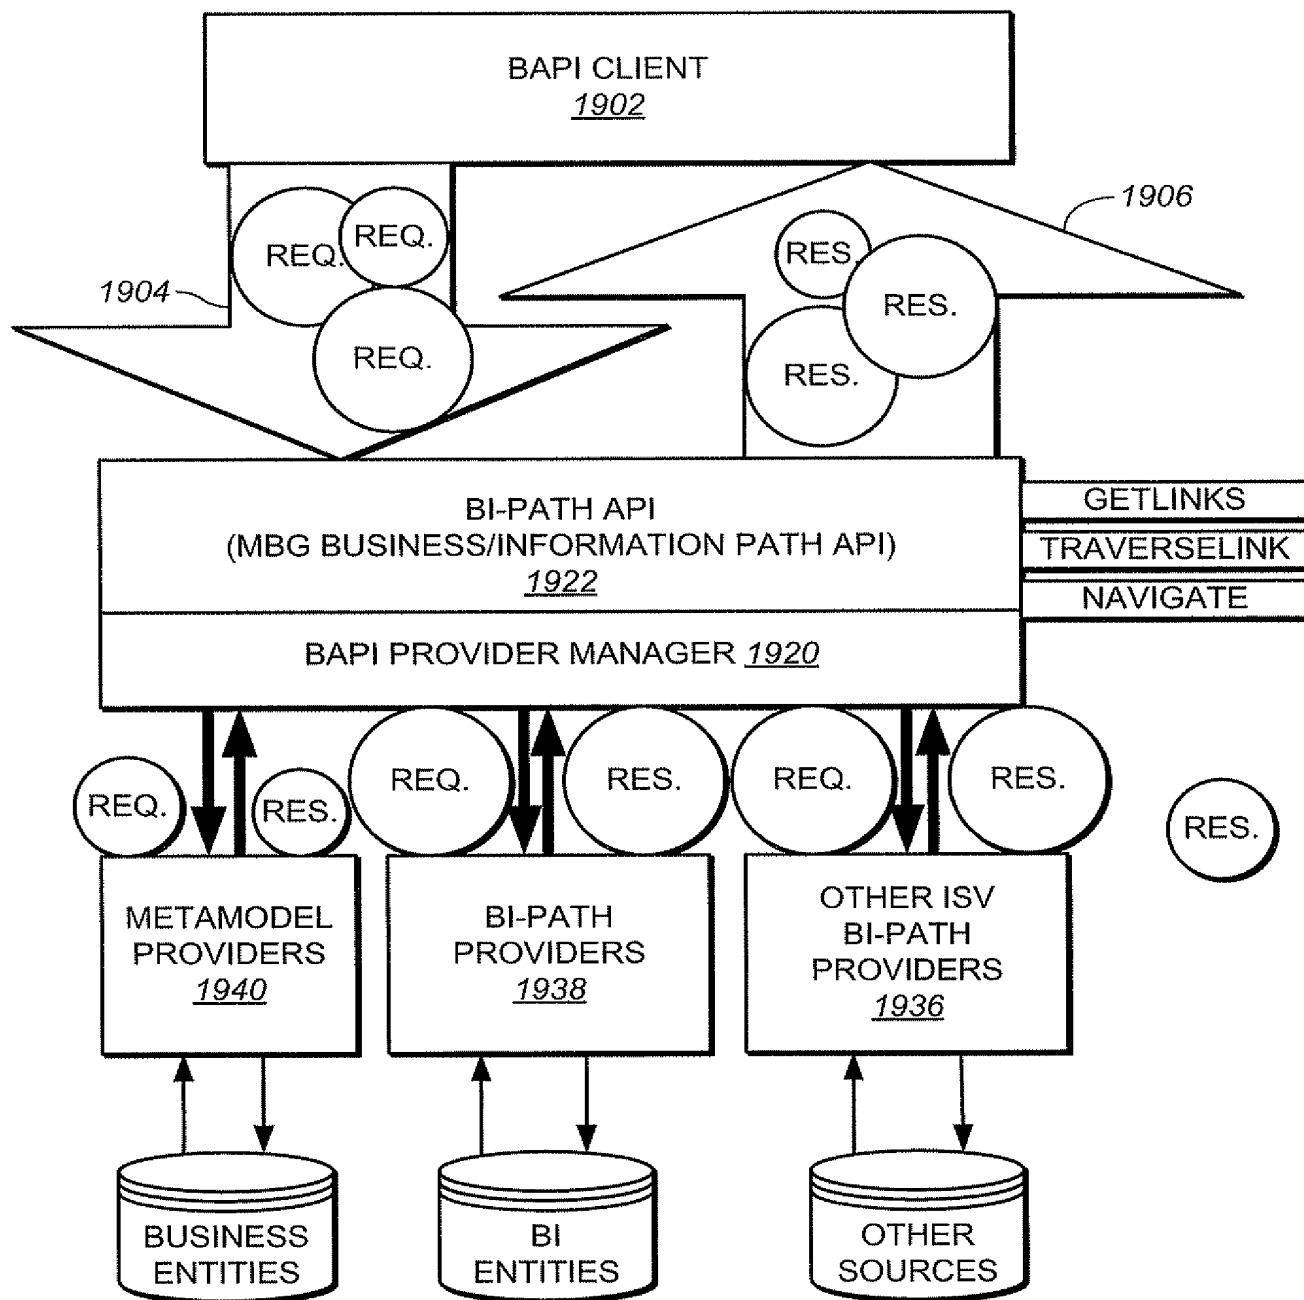 BAPI CLIENT
1902
1906
REQ.
REQ.
RES.
1904
RES.
REQ.
RES.
BI-PATH API
(MBG BUSINESS/INFORMATION PATH API)
1922
GETLINKS
TRAVERSELINK
NAVIGATE
BAPI PROVIDER MANAGER 1920
REQ.
RES.
REQ.
RES.
REQ.
RES.
RES.
METAMODEL
PROVIDERS
1940
BI-PATH
PROVIDERS
1938
OTHER ISV
BI-PATH
PROVIDERS
1936
BUSINESS
ENTITIES
BI
ENTITIES
OTHER
SOURCES